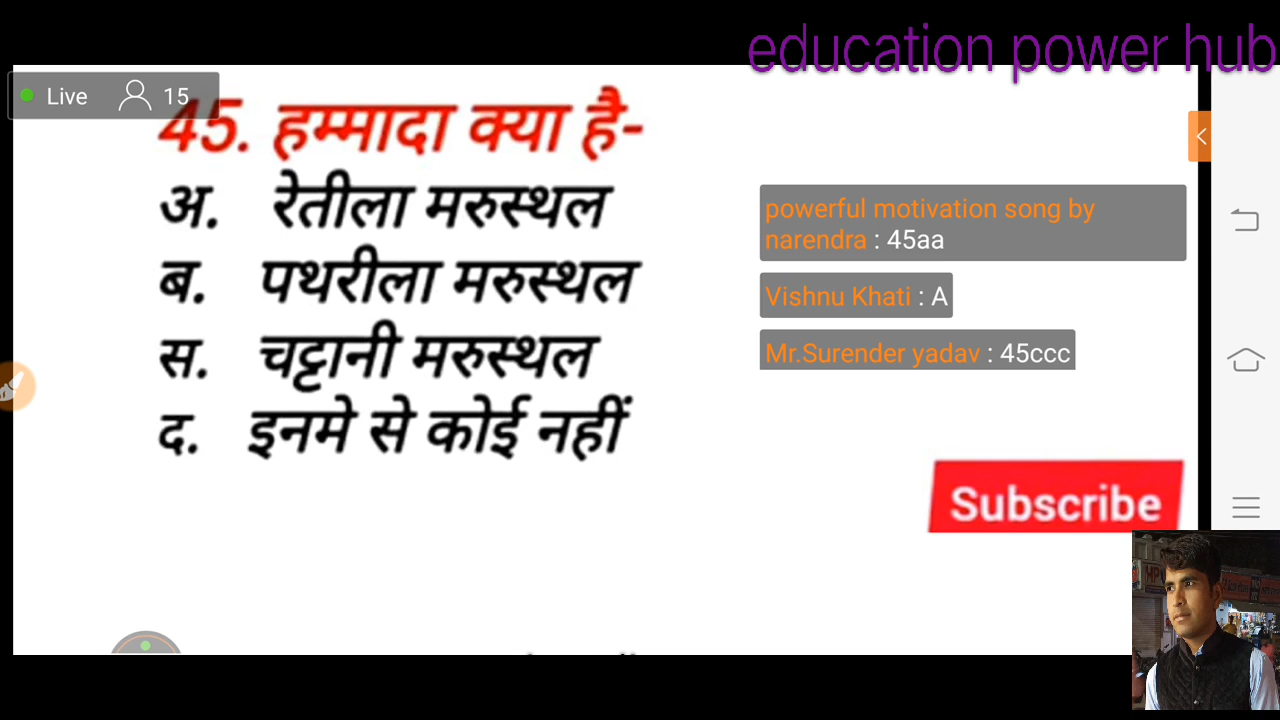 education power hub
Live 15
45. हम्मादा क्या है-
अ. रेतीला मरुस्थल
ब. पथरीला मरुस्थल
स. चट्टानी मरुस्थल
द. इनमे से कोई नहीं
powerful motivation song by
narendra : 45aa
Vishnu Khati : A
Mr.Surender yadav : 45ccc
Subscribe